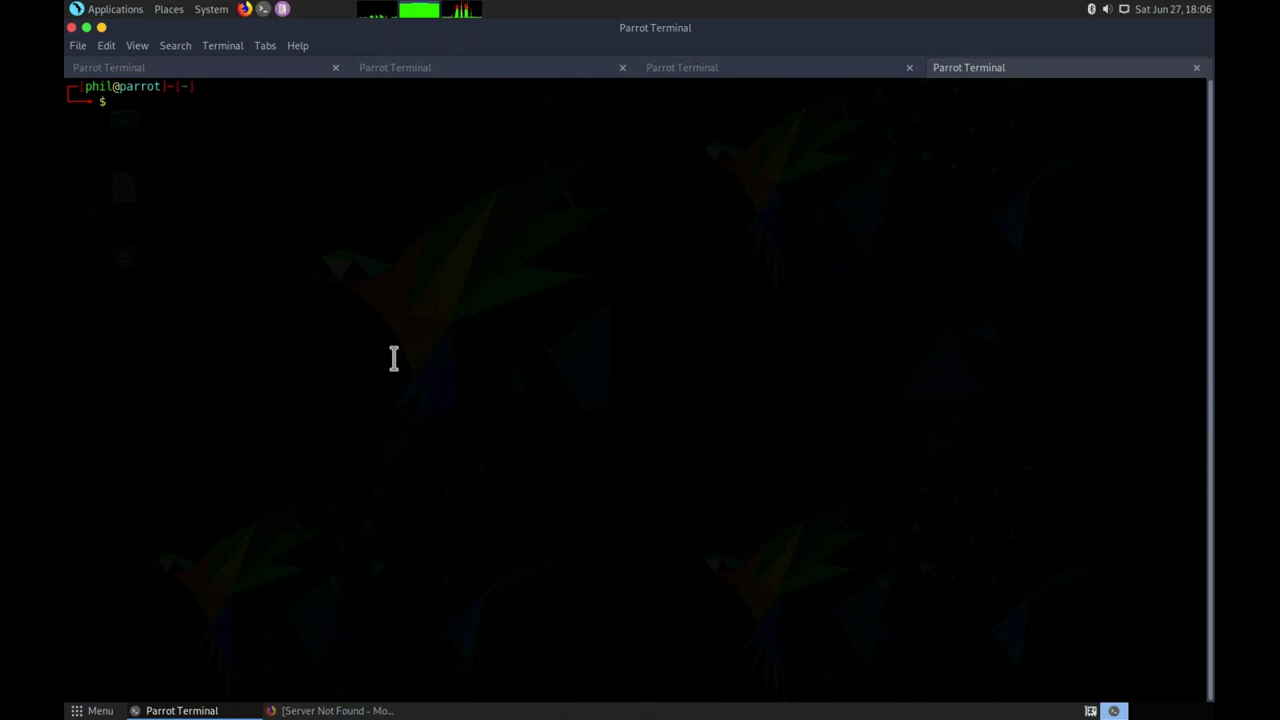 Applications Places System Sat Jun 27, 18:06
Parrot Terminal
File Edit View Search Terminal Tabs Help
Parrot Terminal × Parrot Terminal × Parrot Terminal × Parrot Terminal ×
┌─[phil@parrot]─[~]
└──╼ $
Menu Parrot Terminal [Server Not Found - Mo...